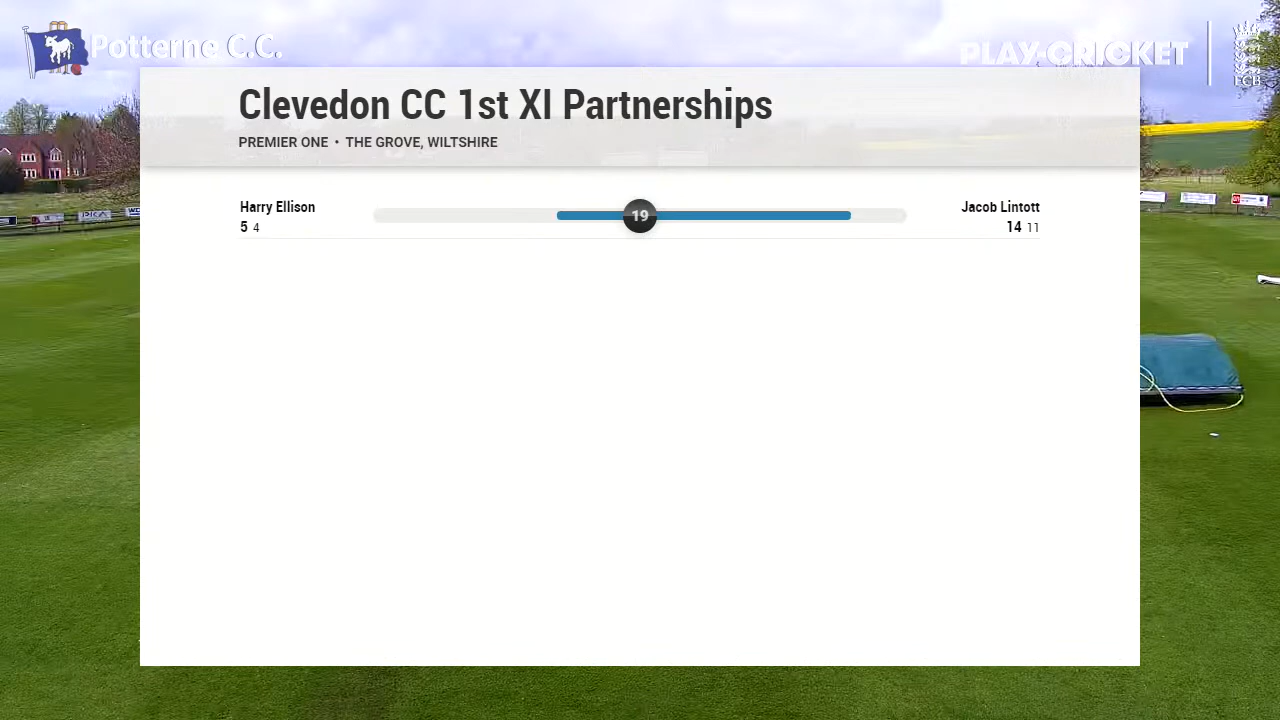 Potterne C.C.
PLAY-CRICKET
ECB
Clevedon CC 1st XI Partnerships
PREMIER ONE • THE GROVE, WILTSHIRE
Harry Ellison
5 4
19
Jacob Lintott
14 11